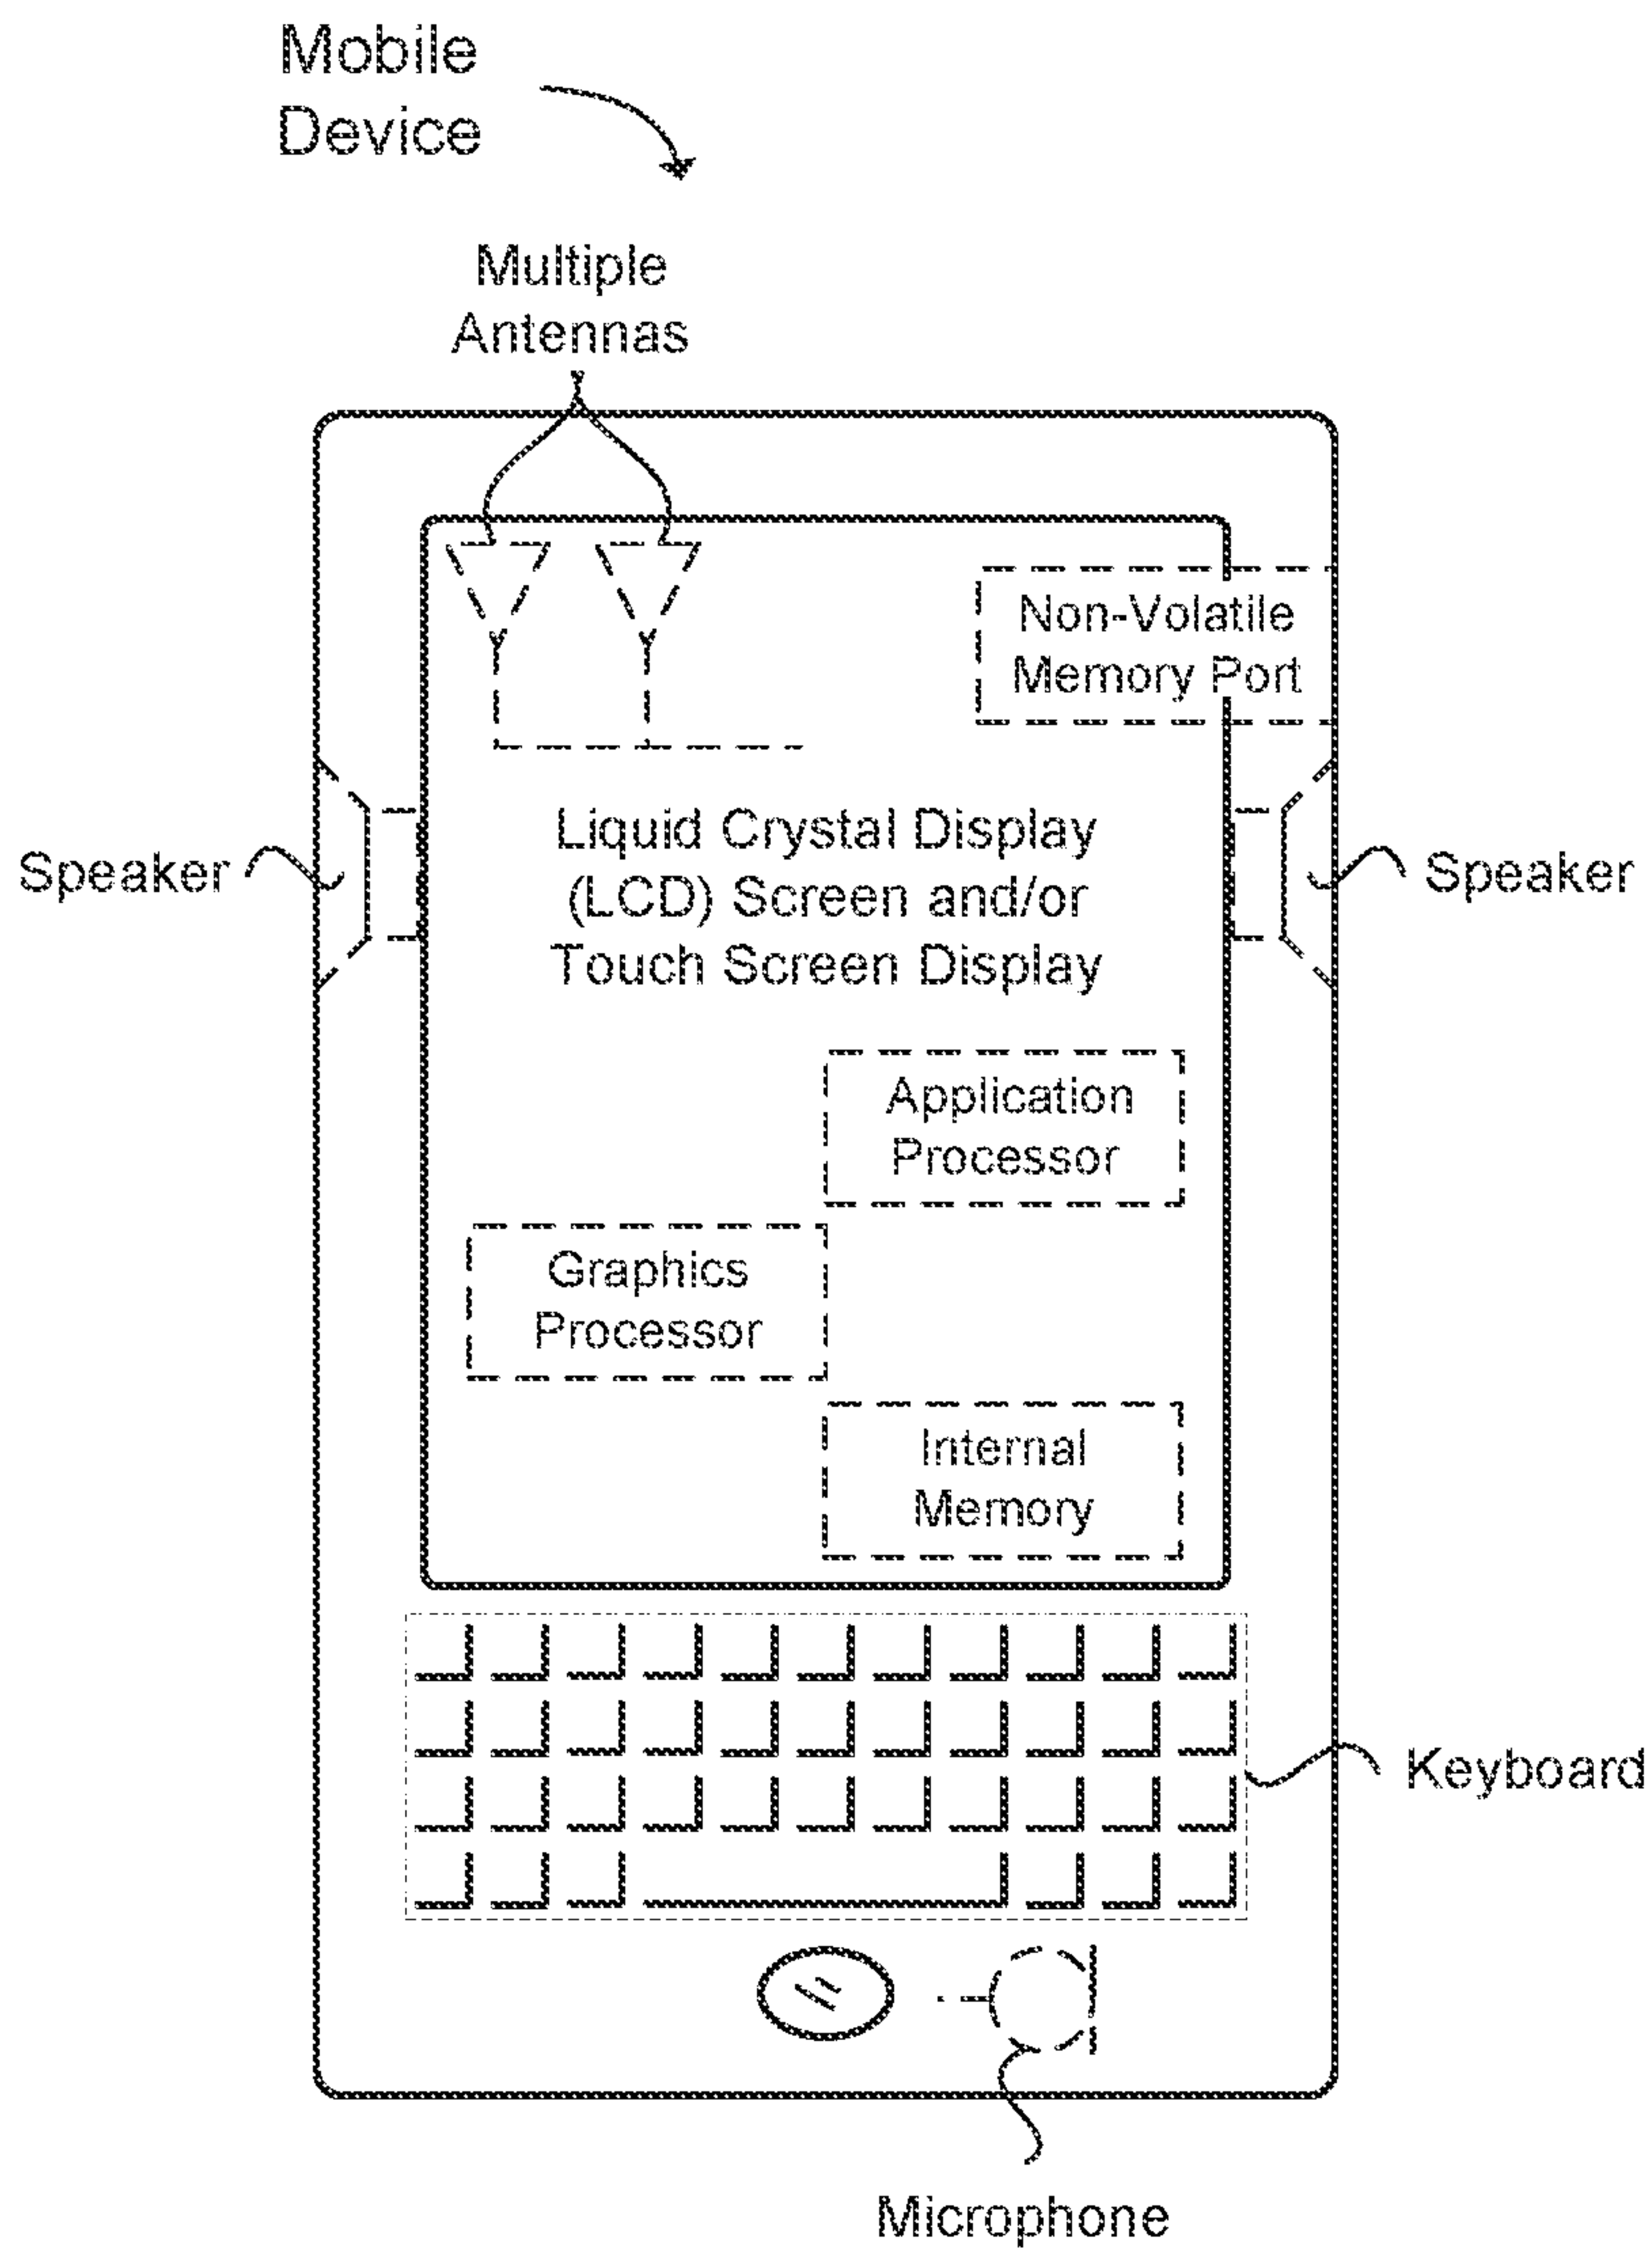 Mobile
Device
Multiple
Antennas
Non-Volatile
Memory Port
Liquid Crystal Display
(LCD) Screen and/or
Touch Screen Display
Speaker
Speaker
Application
Processor
Graphics
Processor
Internal
Memory
Keyboard
Microphone